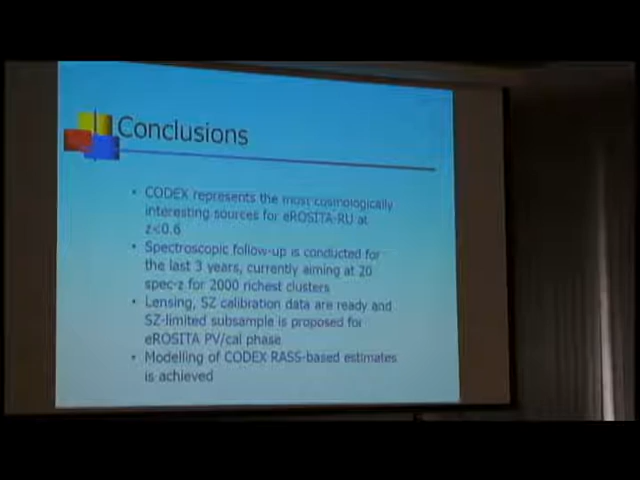 Conclusions
• CODEX represents the most cosmologically
interesting sources for eROSITA-RU at
z<0.6
• Spectroscopic follow-up is conducted for
the last 3 years, currently aiming at 20
spec-z for 2000 richest clusters
• Lensing, SZ calibration data are ready and
SZ-limited subsample is proposed for
eROSITA PV/cal phase
• Modelling of CODEX RASS-based estimates
is achieved